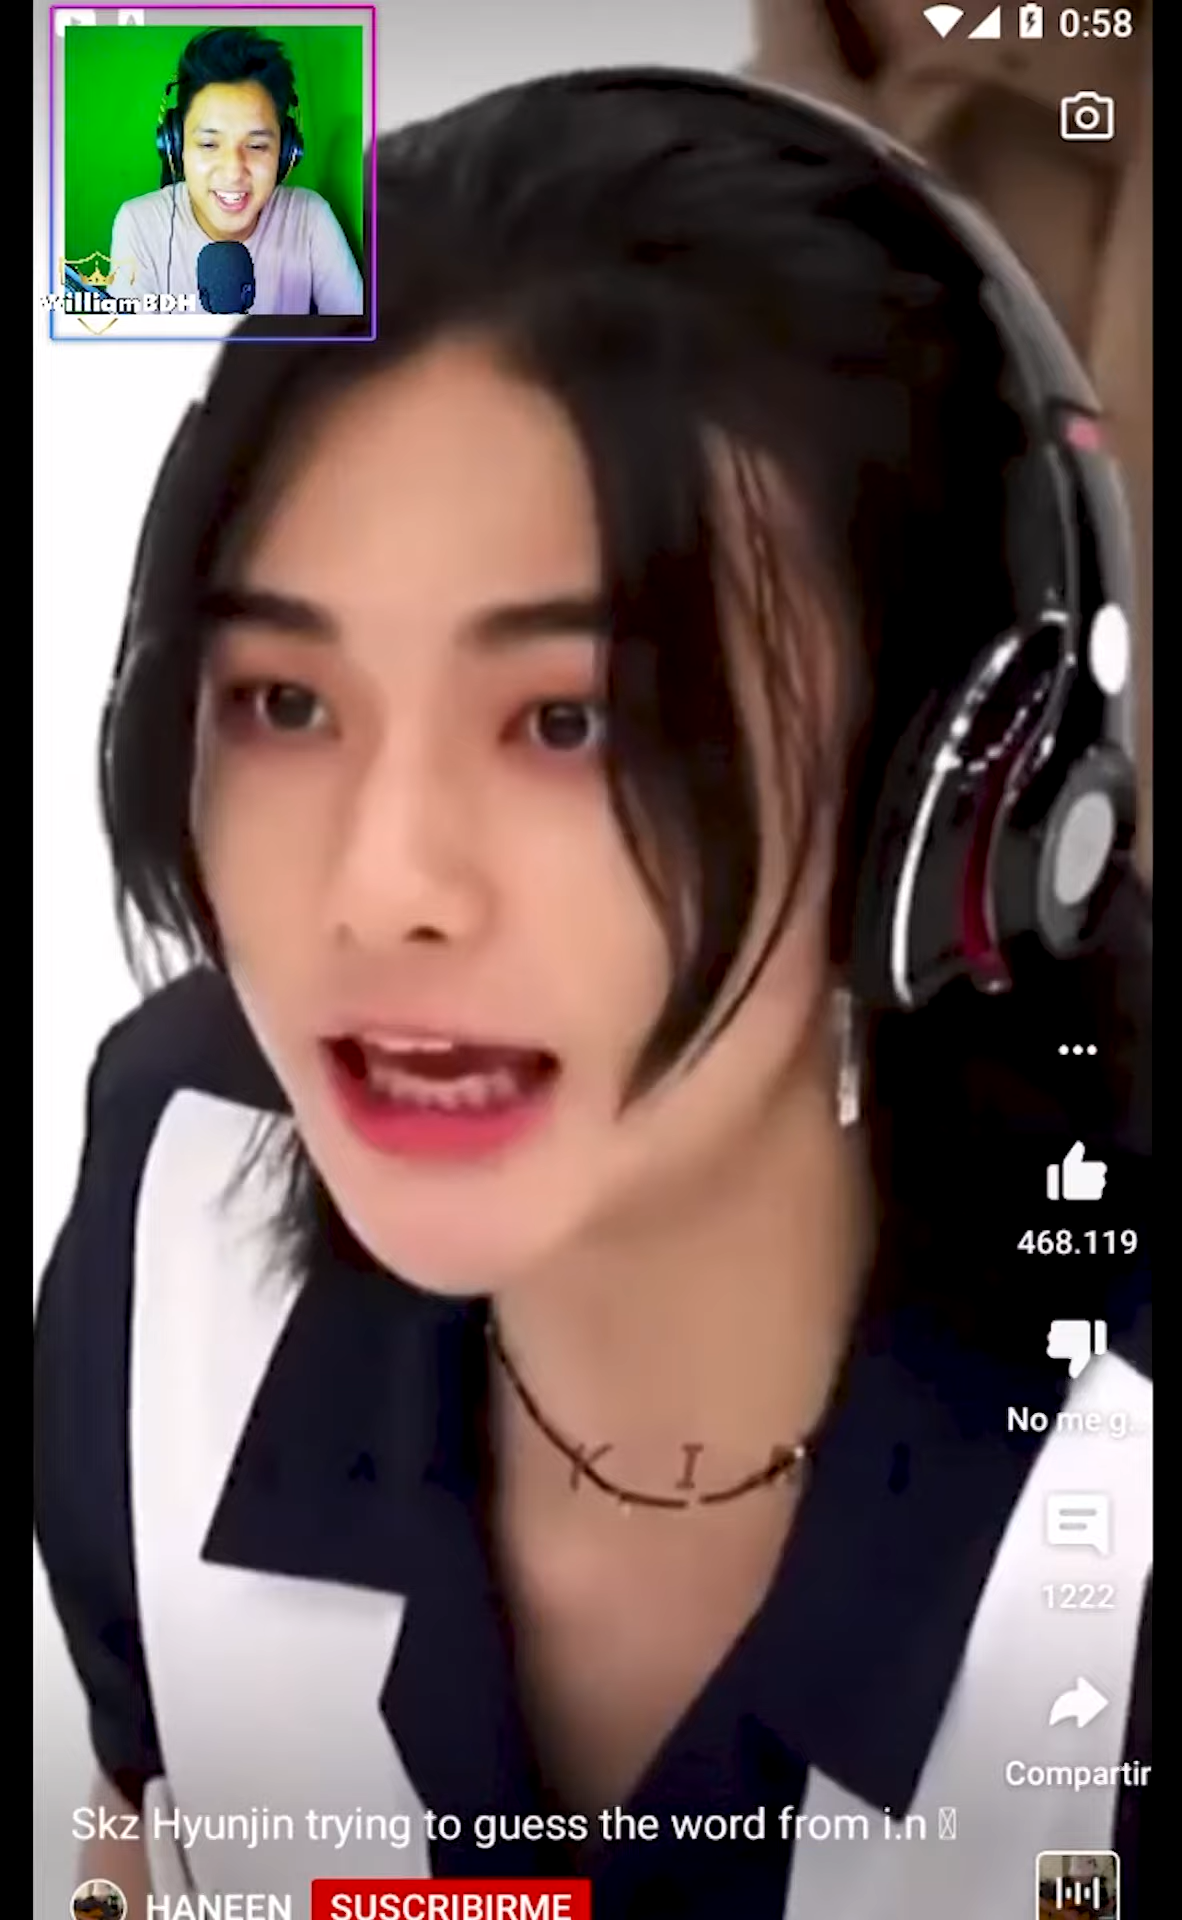 0:58
WilliamBDH
K I
468.119
No me g...
1222
Compartir
Skz Hyunjin trying to guess the word from i.n
HANEEN SUSCRIBIRME